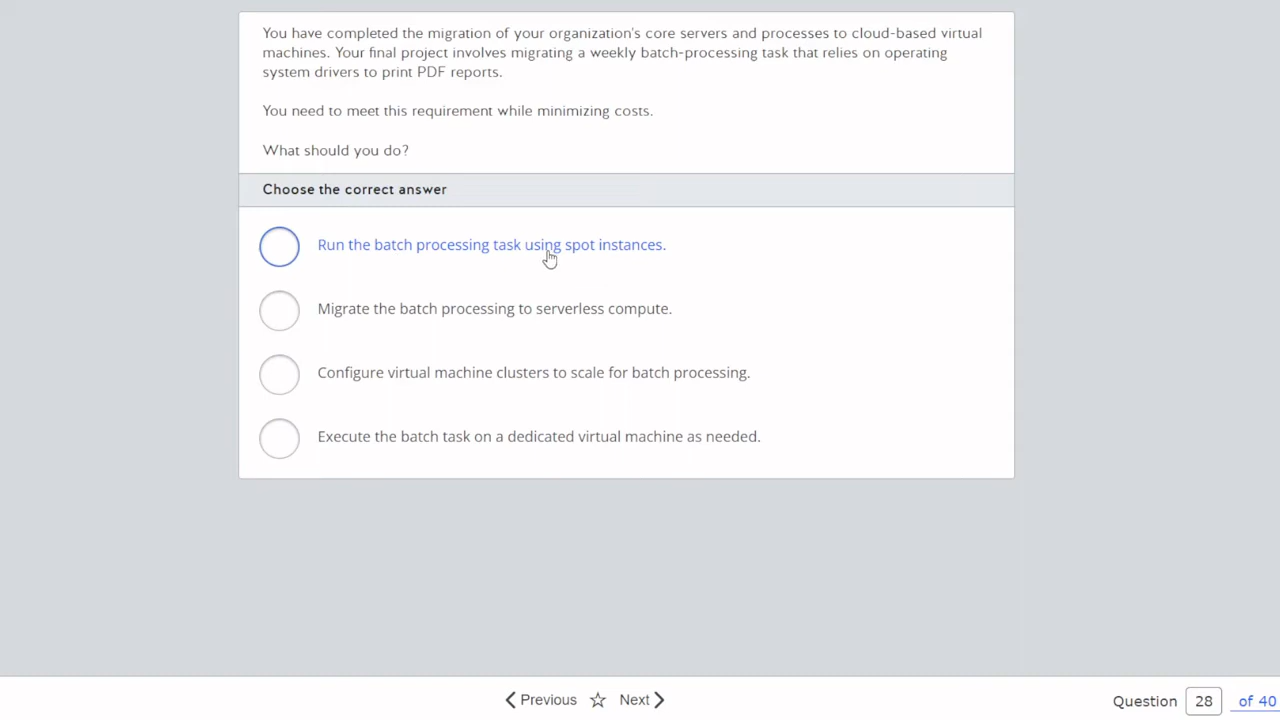 You have completed the migration of your organization's core servers and processes to cloud-based virtual
machines. Your final project involves migrating a weekly batch-processing task that relies on operating
system drivers to print PDF reports.
You need to meet this requirement while minimizing costs.
What should you do?
Choose the correct answer
Run the batch processing task using spot instances.
Migrate the batch processing to serverless compute.
Configure virtual machine clusters to scale for batch processing.
Execute the batch task on a dedicated virtual machine as needed.
Previous Next Question 28 of 40